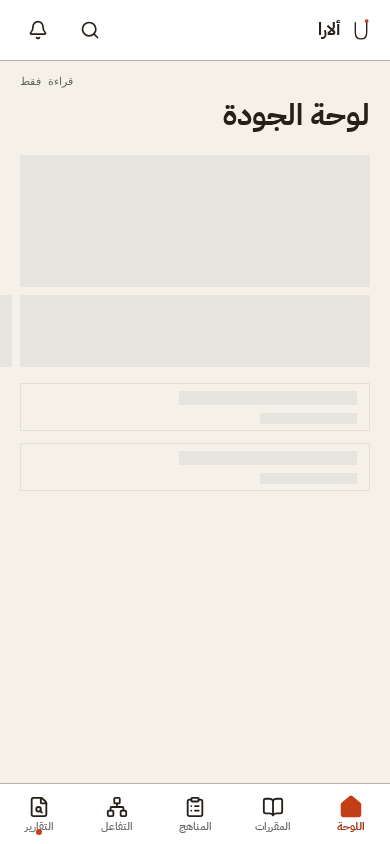 ألارا
قراءة فقط
لوحة الجودة
اللوحة
المقررات
المناهج
التفاعل
التقارير